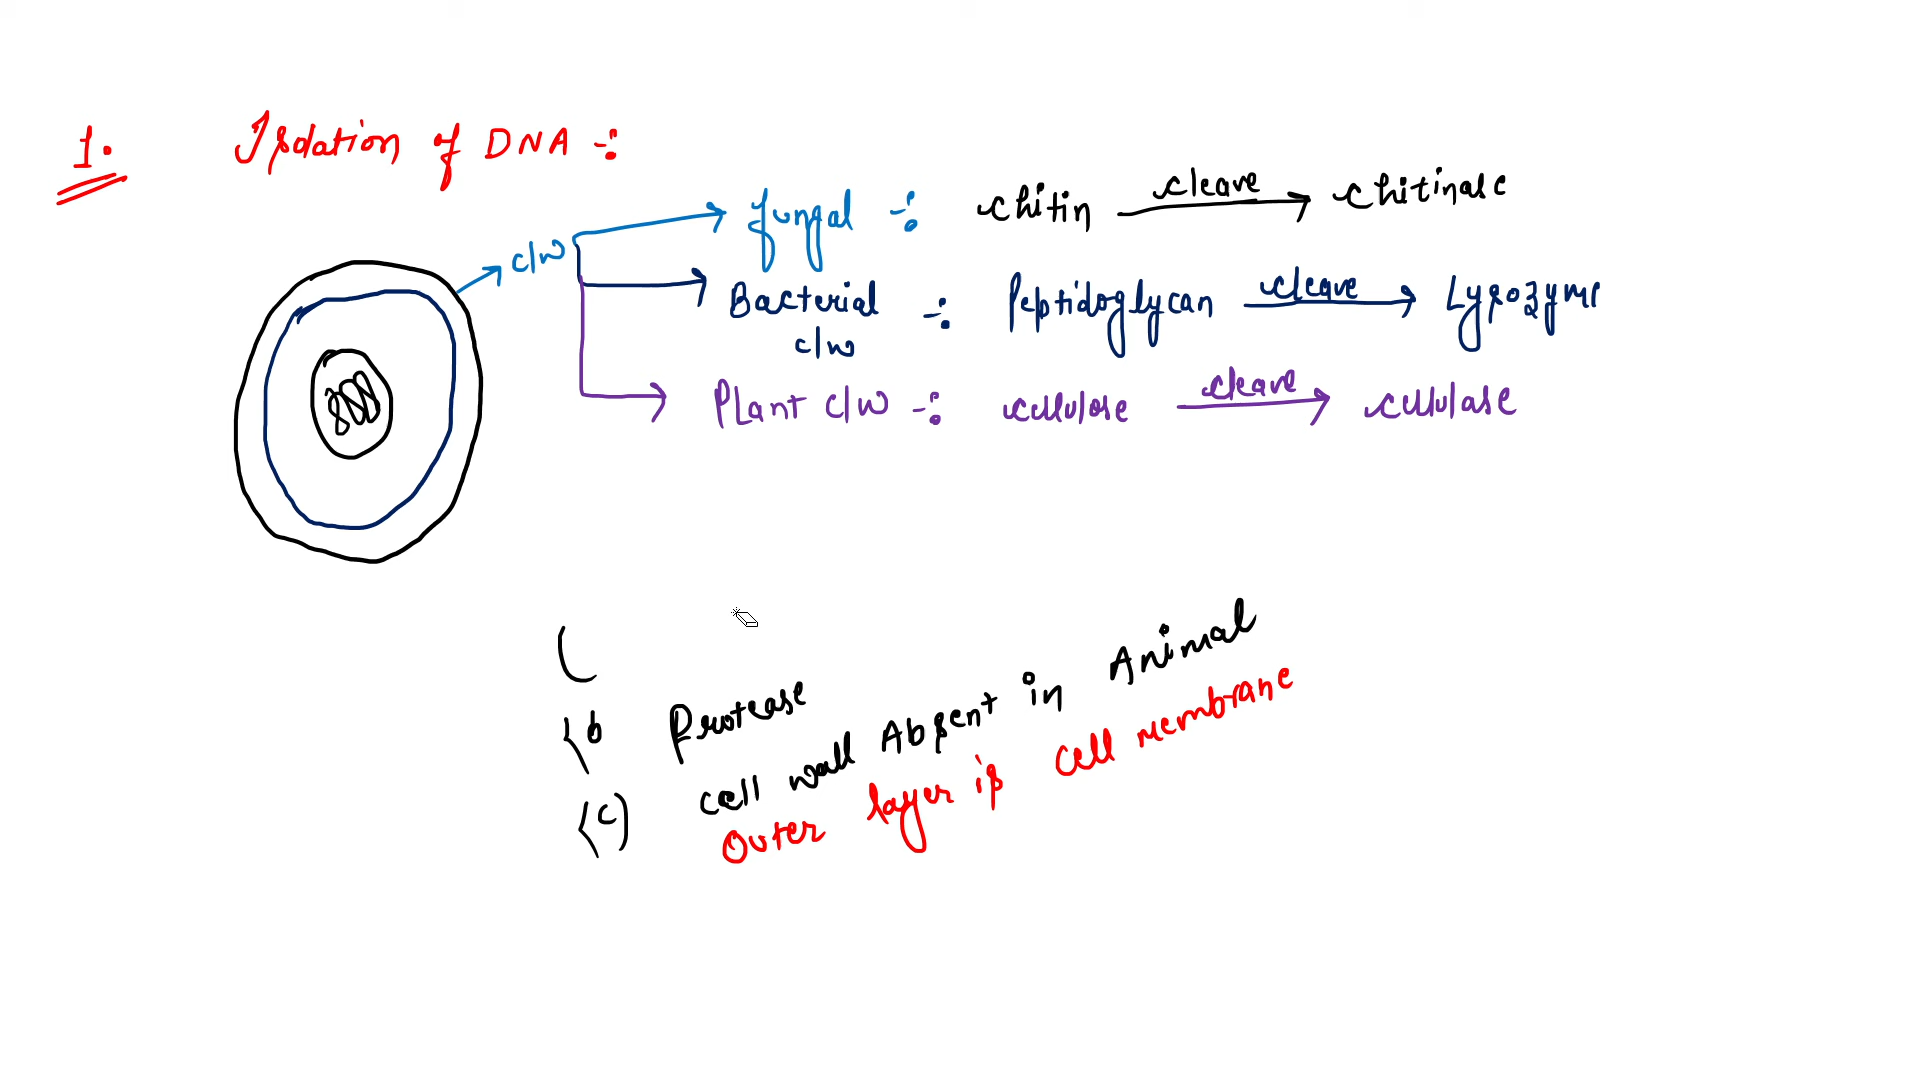 1. Isolation of DNA :-
c/w
fungal :- chitin cleave → chitinase
Bacterial c/w :- Peptidoglycan cleave → Lysozyme
Plant c/w :- cellulose cleave → cellulase
(
(b Protease
(c) cell wall Absent in Animal
Outer layer is cell membrane